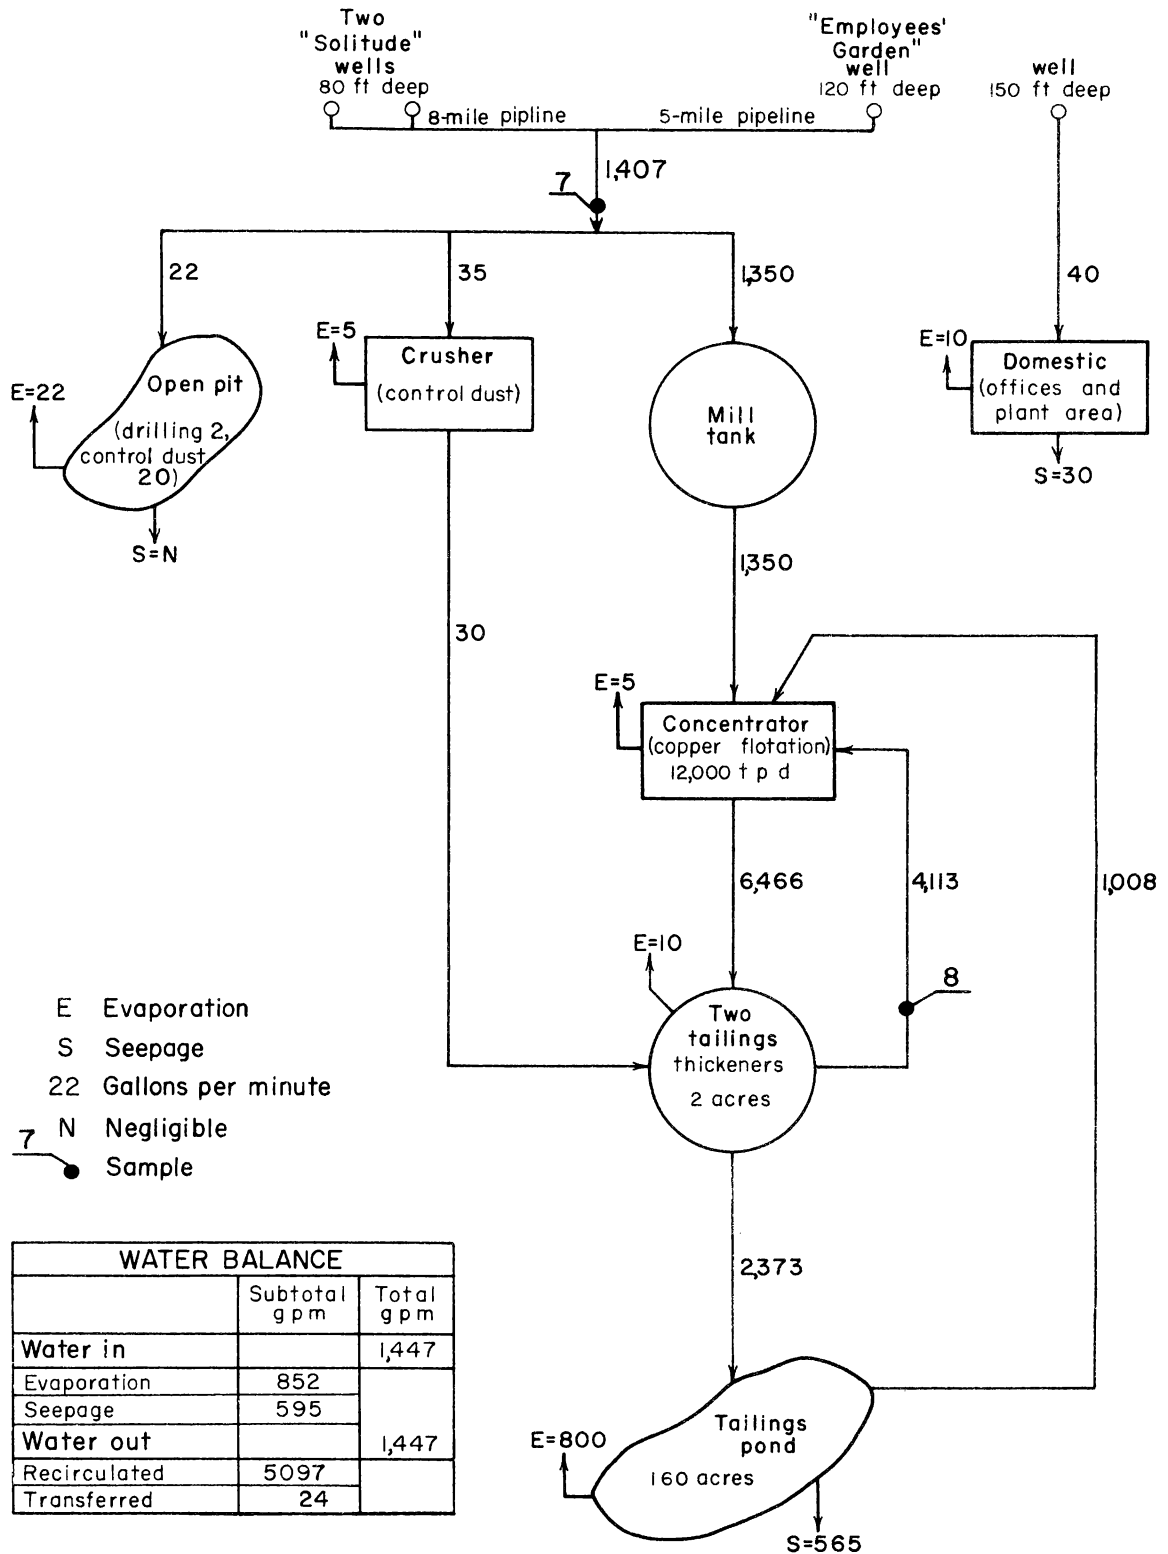 Two
"Solitude"
wells
80 ft deep
"Employees'
Garden"
well
120 ft deep
well
150 ft deep
8-mile pipline
5-mile pipeline
1,407
7
22
35
1,350
40
E=22
Open pit
(drilling 2,
control dust
20)
S=N
E=5
Crusher
(control dust)
Mill
tank
E=10
Domestic
(offices and
plant area)
S=30
1,350
30
E=5
Concentrator
(copper flotation)
12,000 t p d
6,466
4,113
1,008
E=10
8
Two
tailings
thickeners
2 acres
E Evaporation
S Seepage
22 Gallons per minute
N Negligible
7 Sample
2,373
WATER BALANCE
Subtotal Total
gpm gpm
Water in 1,447
Evaporation 852
Seepage 595
Water out 1,447
Recirculated 5097
Transferred 24
E=800
Tailings
pond
160 acres
S=565